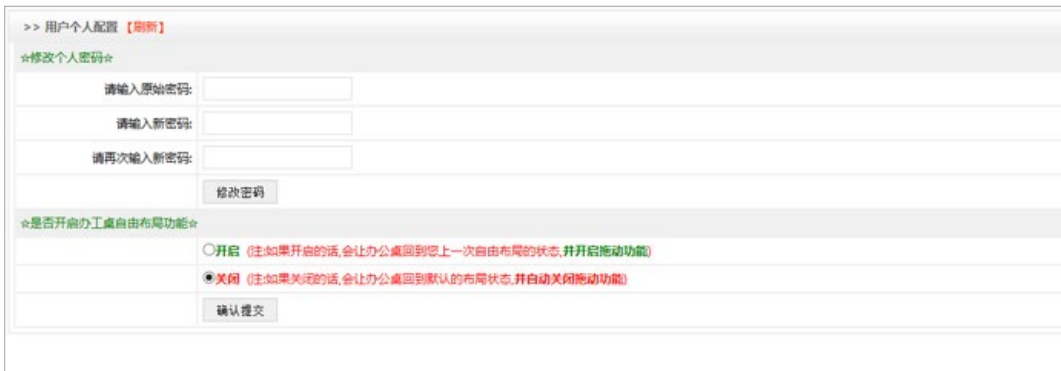 >> 用户个人配置 【刷新】
☆修改个人密码☆
请输入原始密码:
请输入新密码:
请再次输入新密码:
修改密码
☆是否开启办工桌自由布局功能☆
开启 (注:如果开启的话,会让办公桌回到您上一次自由布局的状态,并开启拖动功能)
关闭 (注:如果关闭的话,会让办公桌回到默认的布局状态,并自动关闭拖动功能)
确认提交